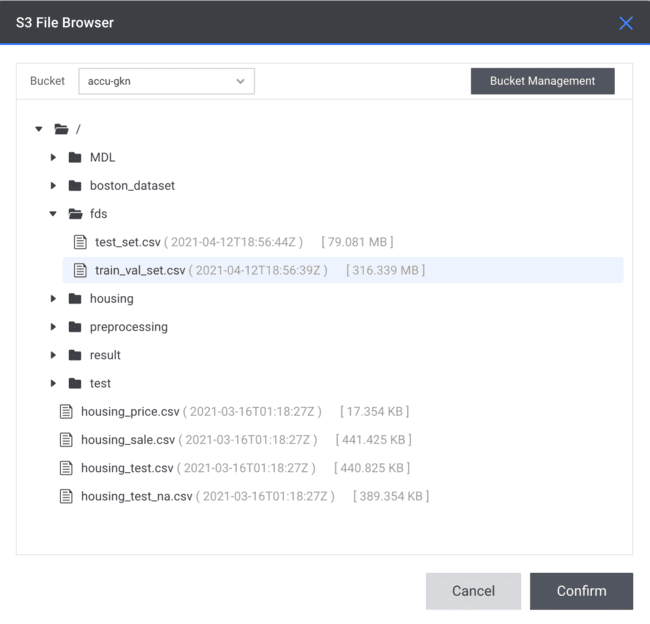 S3 File Browser
Bucket accu-gkn Bucket Management
/
MDL
boston_dataset
fds
test_set.csv ( 2021-04-12T18:56:44Z ) [ 79.081 MB ]
train_val_set.csv ( 2021-04-12T18:56:39Z ) [ 316.339 MB ]
housing
preprocessing
result
test
housing_price.csv ( 2021-03-16T01:18:27Z ) [ 17.354 KB ]
housing_sale.csv ( 2021-03-16T01:18:27Z ) [ 441.425 KB ]
housing_test.csv ( 2021-03-16T01:18:27Z ) [ 440.825 KB ]
housing_test_na.csv ( 2021-03-16T01:18:27Z ) [ 389.354 KB ]
Cancel Confirm